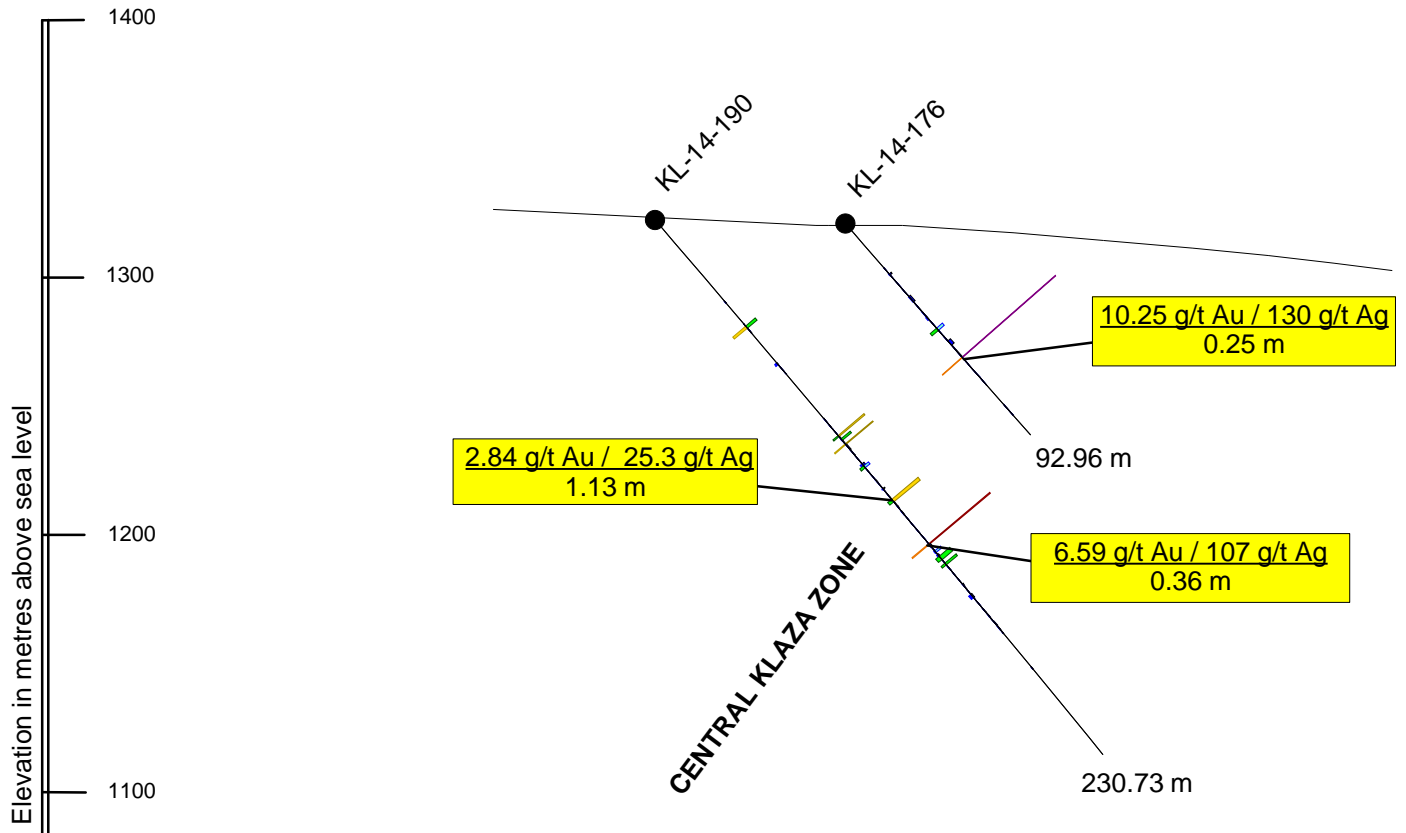 1400
KL-14-190
KL-14-176
1300
10.25 g/t Au / 130 g/t Ag
0.25 m
92.96 m
2.84 g/t Au /  25.3 g/t Ag
1.13 m
1200
6.59 g/t Au / 107 g/t Ag
0.36 m
CENTRAL KLAZA ZONE
230.73 m
1100
Elevation in metres above sea level